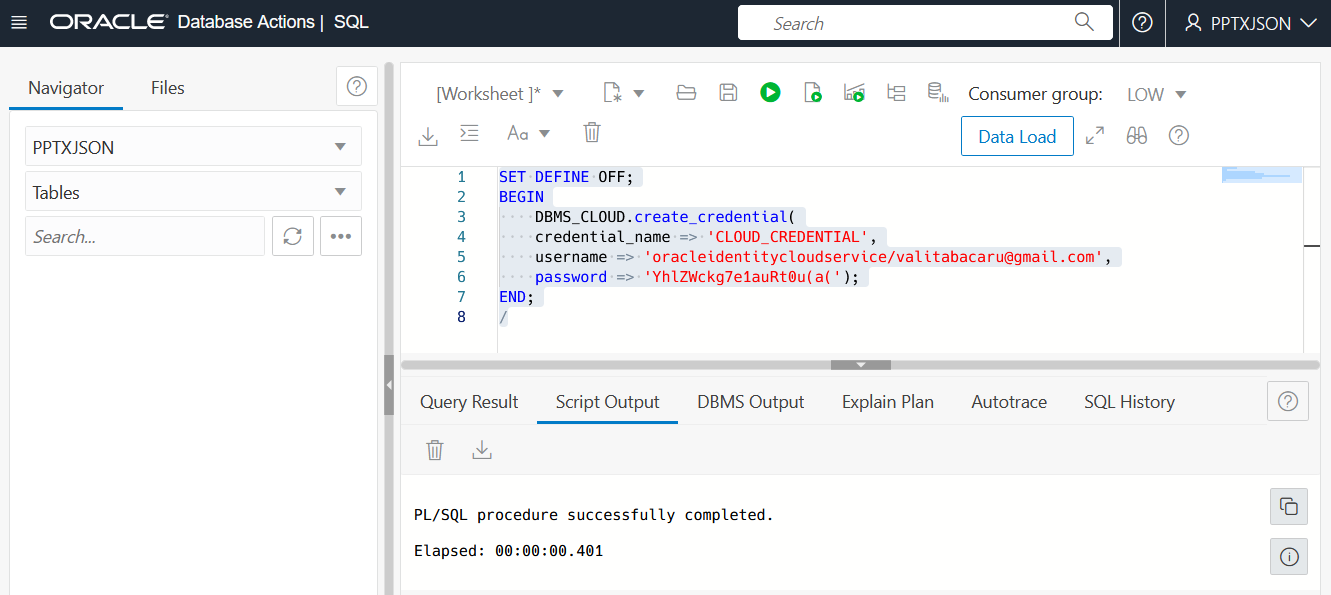 ORACLE Database Actions | SQL
Search
PPTXJSON
Navigator
Files
PPTXJSON
Tables
Search...
[Worksheet ]*
Aa
Consumer group: LOW
Data Load
1 SET DEFINE OFF;
2 BEGIN
3 DBMS_CLOUD.create_credential(
4 credential_name => 'CLOUD_CREDENTIAL',
5 username => 'oracleidentitycloudservice/valitabacaru@gmail.com',
6 password => 'YhlZWckg7e1auRt0u(a(');
7 END;
8 /
Query Result
Script Output
DBMS Output
Explain Plan
Autotrace
SQL History
PL/SQL procedure successfully completed.
Elapsed: 00:00:00.401